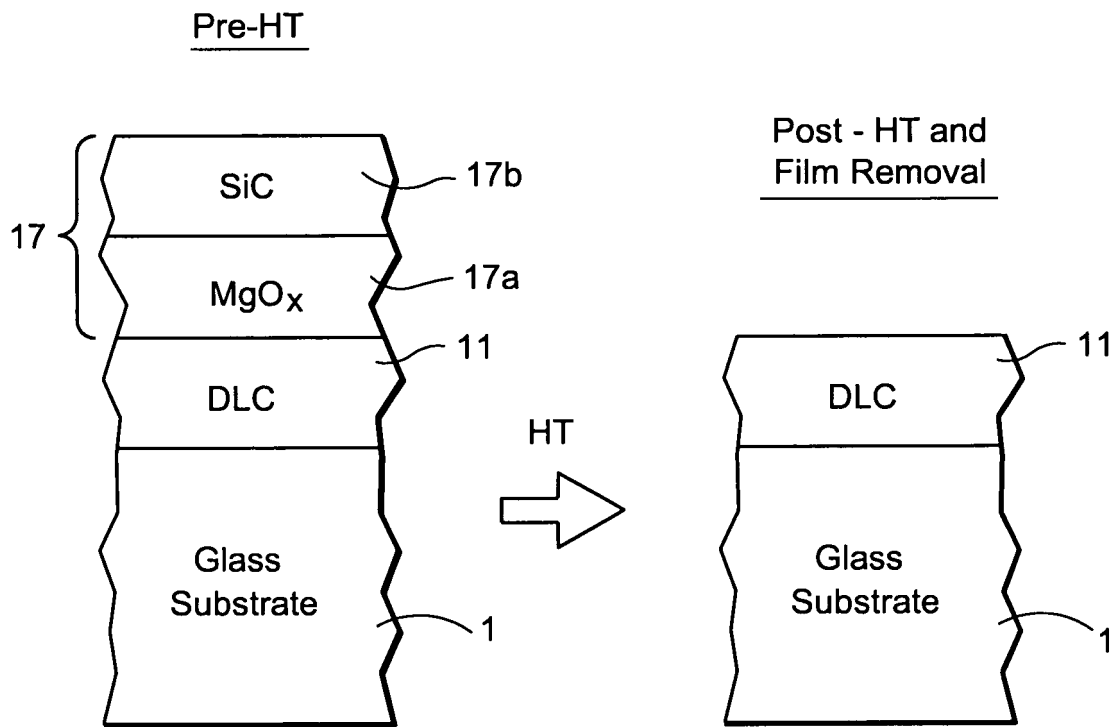 Pre-HT
SiC
17b
17
MgOx
17a
11
DLC
Glass
Substrate
1
HT
Post - HT and
Film Removal
11
DLC
Glass
Substrate
1